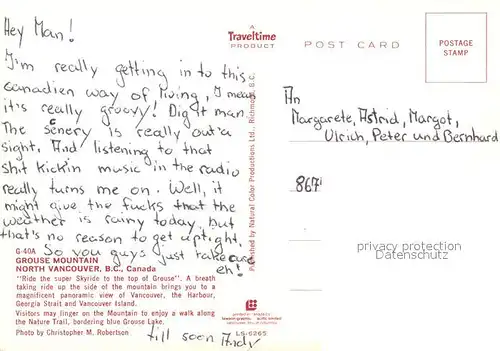 Hey Man!
I'm really getting in to this
canadien way of living, I mean
it's really groovy! Dig it man.
The scenery is really out'a
sight. And listening to that
shit kickin' music in the radio
really turns me on. Well, it
might give the fucks that the
weather is rainy today, but
that's no reason to get uptight.
So you guys just take care
eh!
till soon Andy
G-40A
GROUSE MOUNTAIN
NORTH VANCOUVER, B.C., Canada
"Ride the super Skyride to the top of Grouse". A breath
taking ride up the side of the mountain brings you to a
magnificent panoramic view of Vancouver, the Harbour,
Georgia Strait and Vancouver Island.
Visitors may linger on the Mountain to enjoy a walk along
the Nature Trail, bordering blue Grouse Lake.
Photo by Christopher M. Robertson
A
Traveltime
PRODUCT
Published by Natural Color Productions Ltd., Richmond, B.C.
LS-6265
POST CARD
POSTAGE
STAMP
An
Margarete, Astrid, Margot,
Ulrich, Peter und Bernhard
8671
privacy protection
Datenschutz